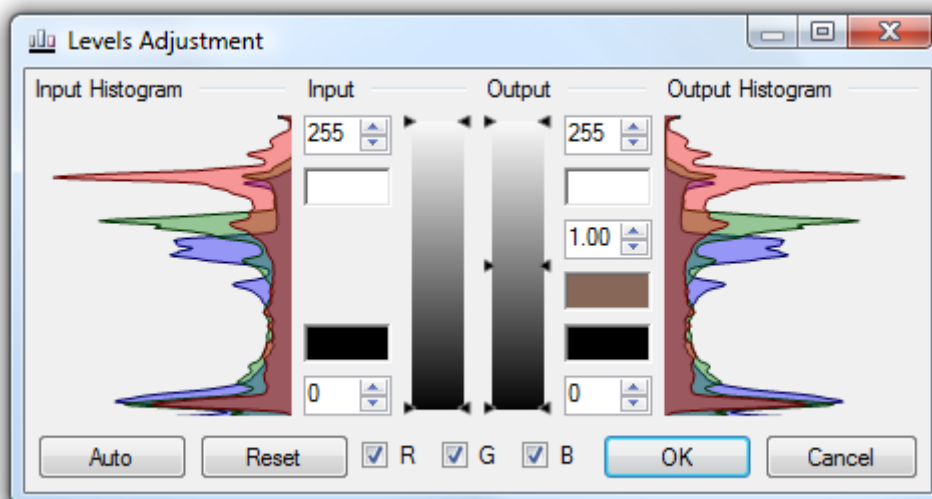 Levels Adjustment
Input Histogram Input Output Output Histogram
255 255
1.00
0 0
Auto Reset R G B OK Cancel